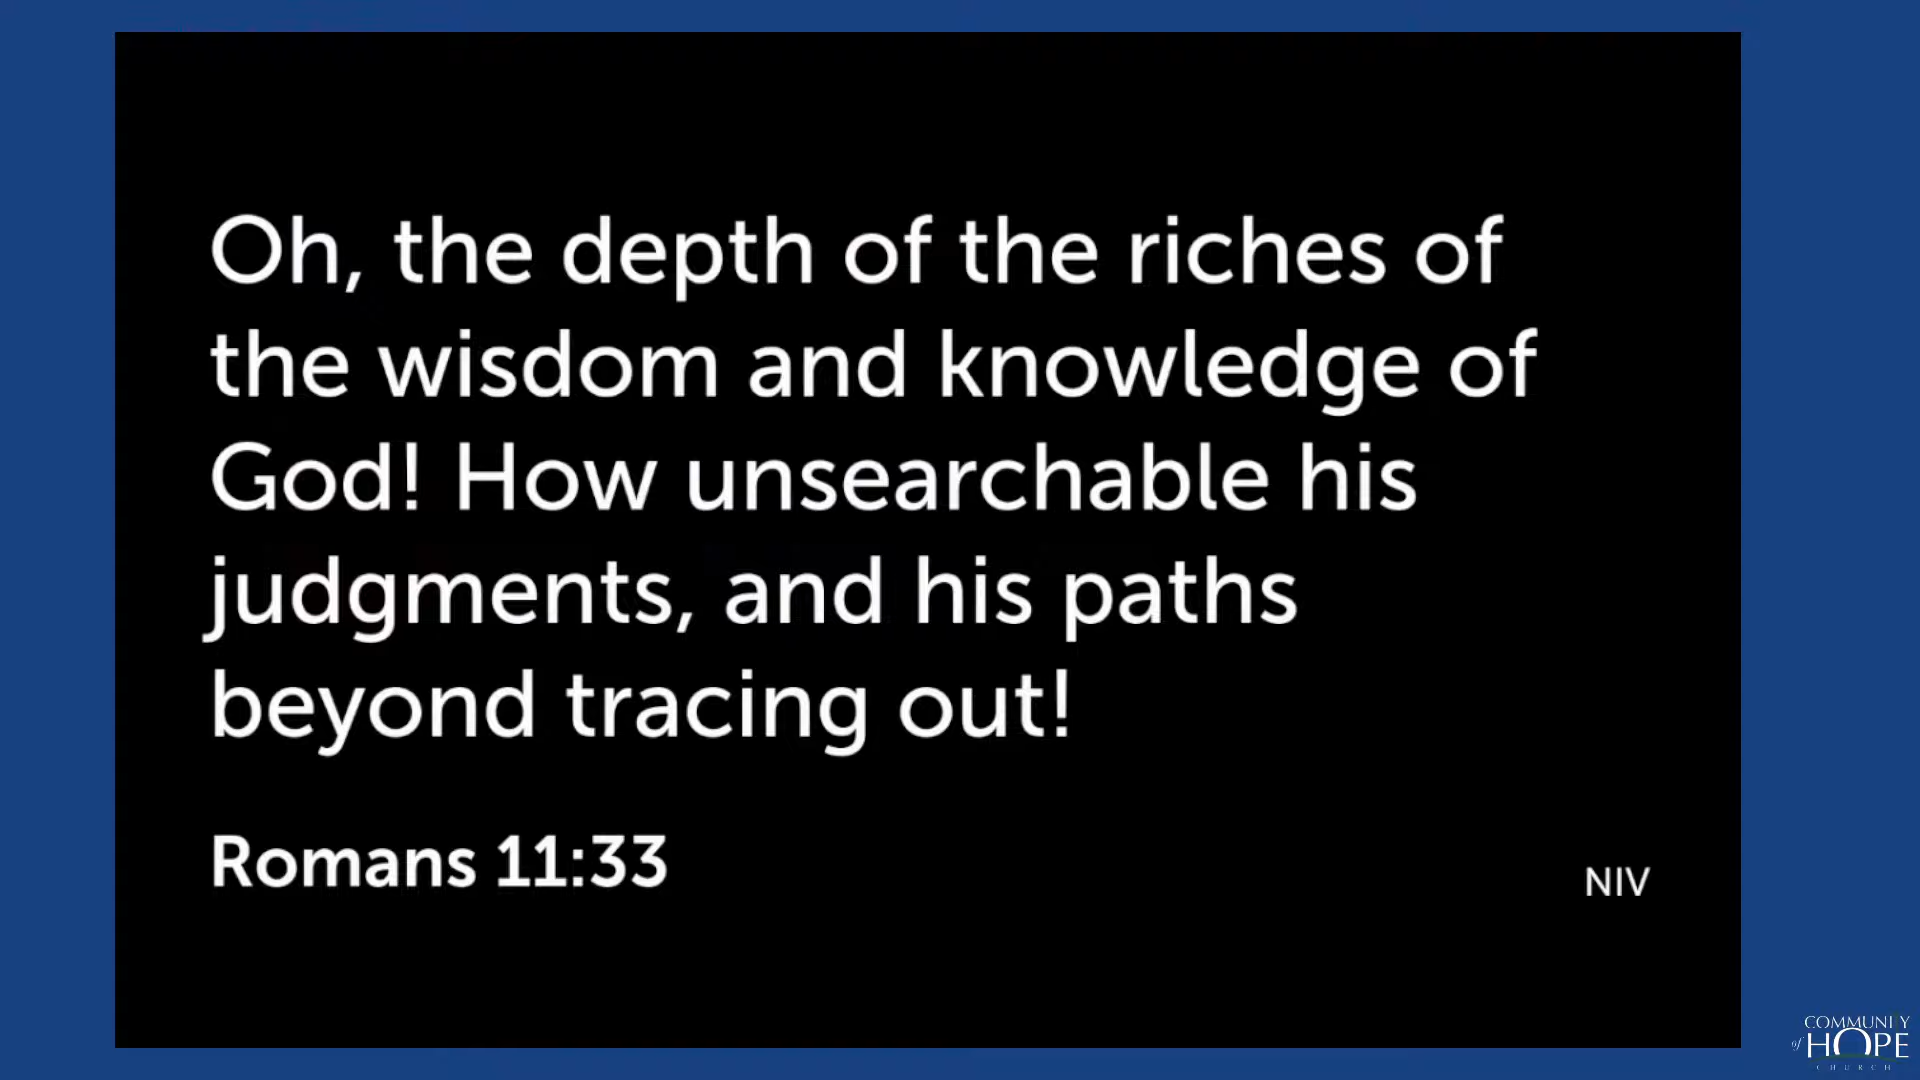 Oh, the depth of the riches of
the wisdom and knowledge of
God! How unsearchable his
judgments, and his paths
beyond tracing out!
Romans 11:33
NIV
COMMUNITY
of HOPE
CHURCH